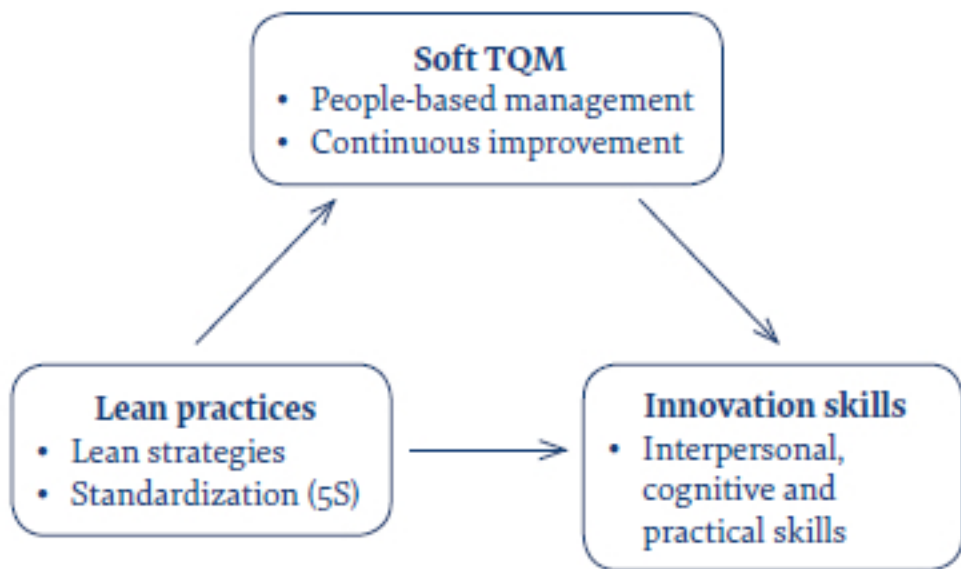 Soft TQM
• People-based management
• Continuous improvement
Lean practices
• Lean strategies
• Standardization (5S)
Innovation skills
• Interpersonal,
cognitive and
practical skills